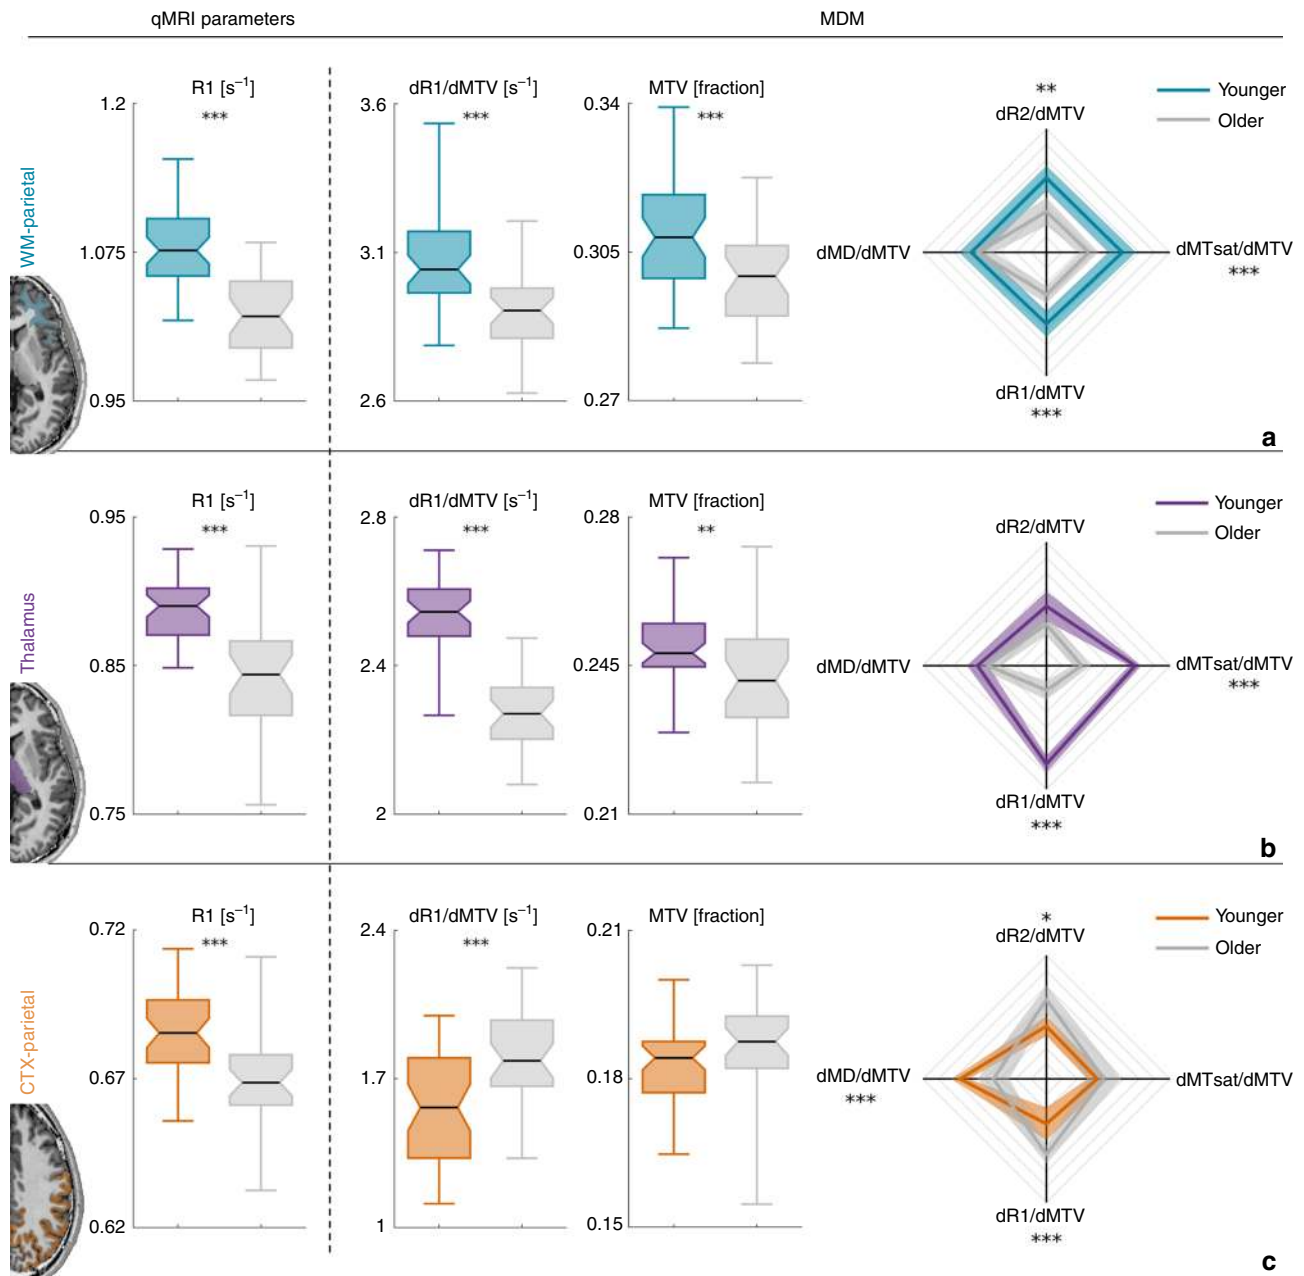 qMRI parameters MDM
WM-parietal
R1 [s–1]
***
1.2
1.075
0.95
dR1/dMTV [s–1]
***
3.6
3.1
2.6
MTV [fraction]
***
0.34
0.305
0.27
**
dR2/dMTV
dMD/dMTV
dMTsat/dMTV
***
dR1/dMTV
***
Younger
Older
a
Thalamus
R1 [s–1]
***
0.95
0.85
0.75
dR1/dMTV [s–1]
***
2.8
2.4
2
MTV [fraction]
**
0.28
0.245
0.21
dR2/dMTV
dMD/dMTV
dMTsat/dMTV
***
dR1/dMTV
***
Younger
Older
b
CTX-parietal
R1 [s–1]
***
0.72
0.67
0.62
dR1/dMTV [s–1]
***
2.4
1.7
1
MTV [fraction]
0.21
0.18
0.15
*
dR2/dMTV
dMD/dMTV
***
dMTsat/dMTV
dR1/dMTV
***
Younger
Older
c